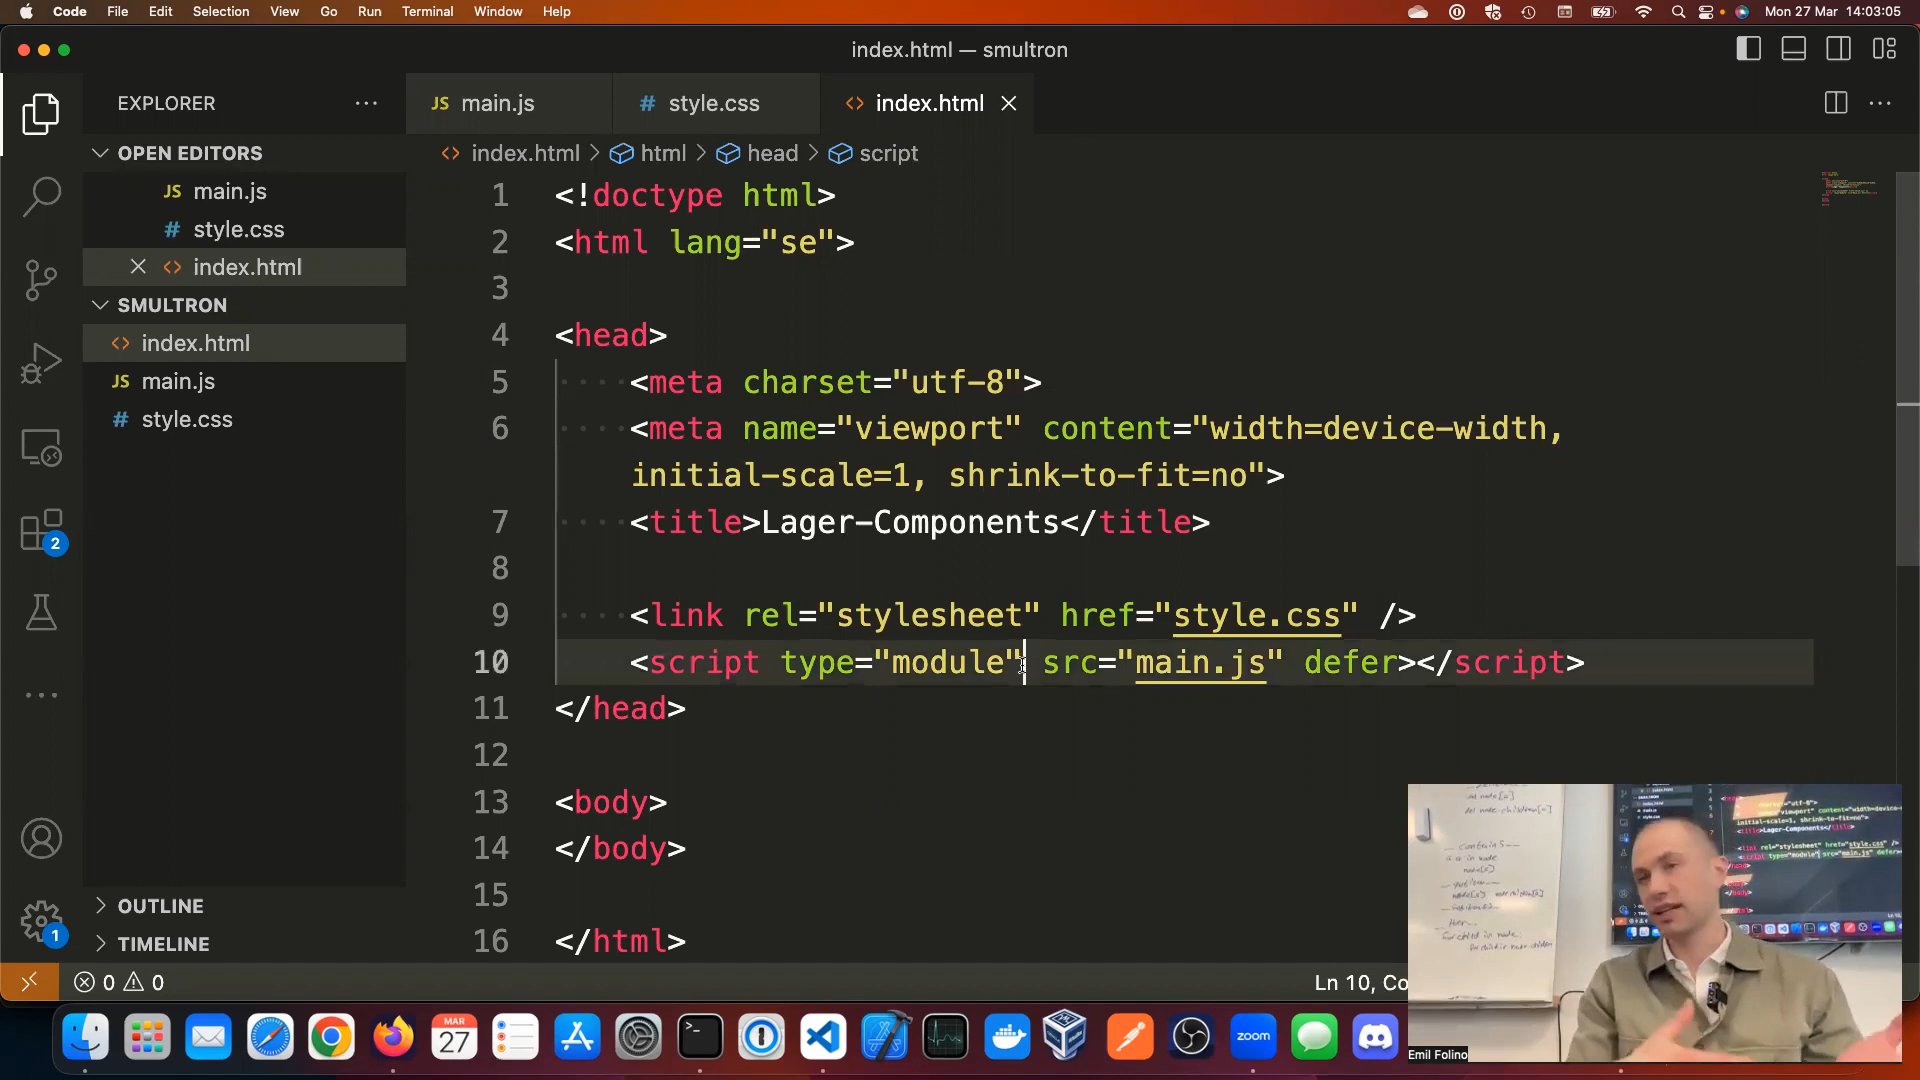 Code File Edit Selection View Go Run Terminal Window Help
Mon 27 Mar 14:03:05
index.html — smultron
EXPLORER
main.js
style.css
index.html
OPEN EDITORS
index.html > html > head > script
JS main.js
# style.css
<> index.html
SMULTRON
<> index.html
JS main.js
# style.css
1 <!doctype html>
2 <html lang="se">
3
4 <head>
5 <meta charset="utf-8">
6 <meta name="viewport" content="width=device-width,
initial-scale=1, shrink-to-fit=no">
7 <title>Lager-Components</title>
8
9 <link rel="stylesheet" href="style.css" />
10 <script type="module" src="main.js" defer></script>
11 </head>
12
13 <body>
14 </body>
15
16 </html>
2
1
OUTLINE
TIMELINE
0 0
Ln 10, Co
MAR
27
zoom
Emil Folino